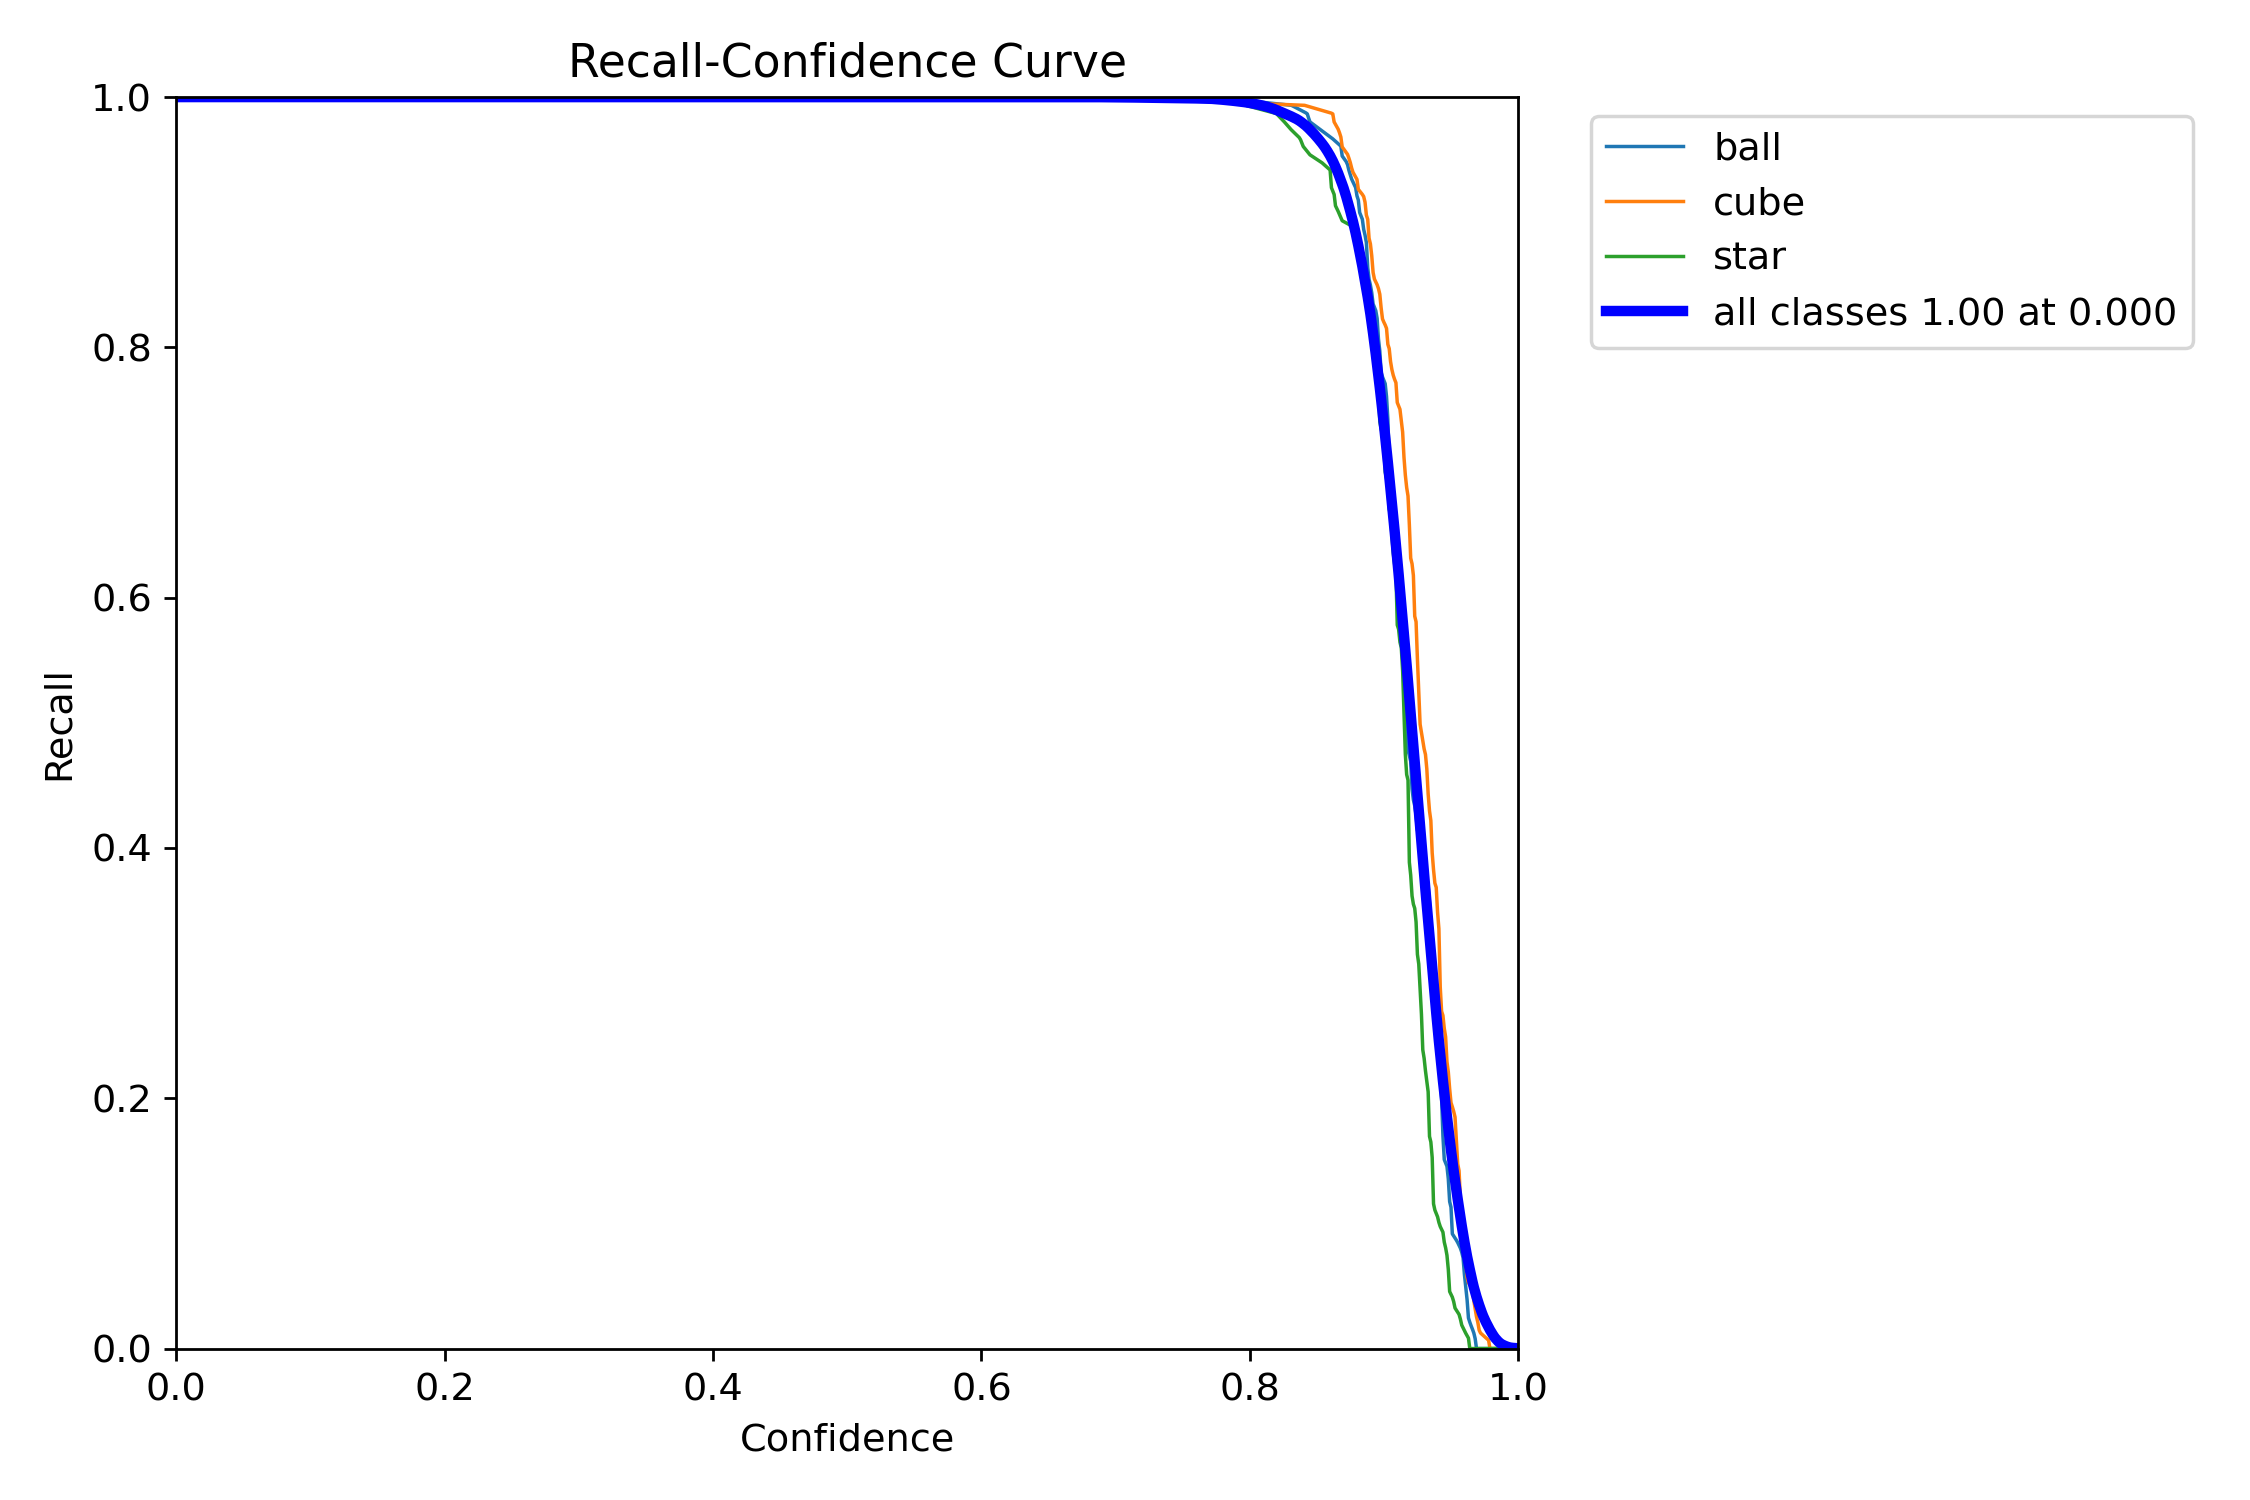 Recall-Confidence Curve
1.0
0.8
0.6
0.4
0.2
0.0
Recall
0.0 0.2 0.4 0.6 0.8 1.0
Confidence
ball
cube
star
all classes 1.00 at 0.000